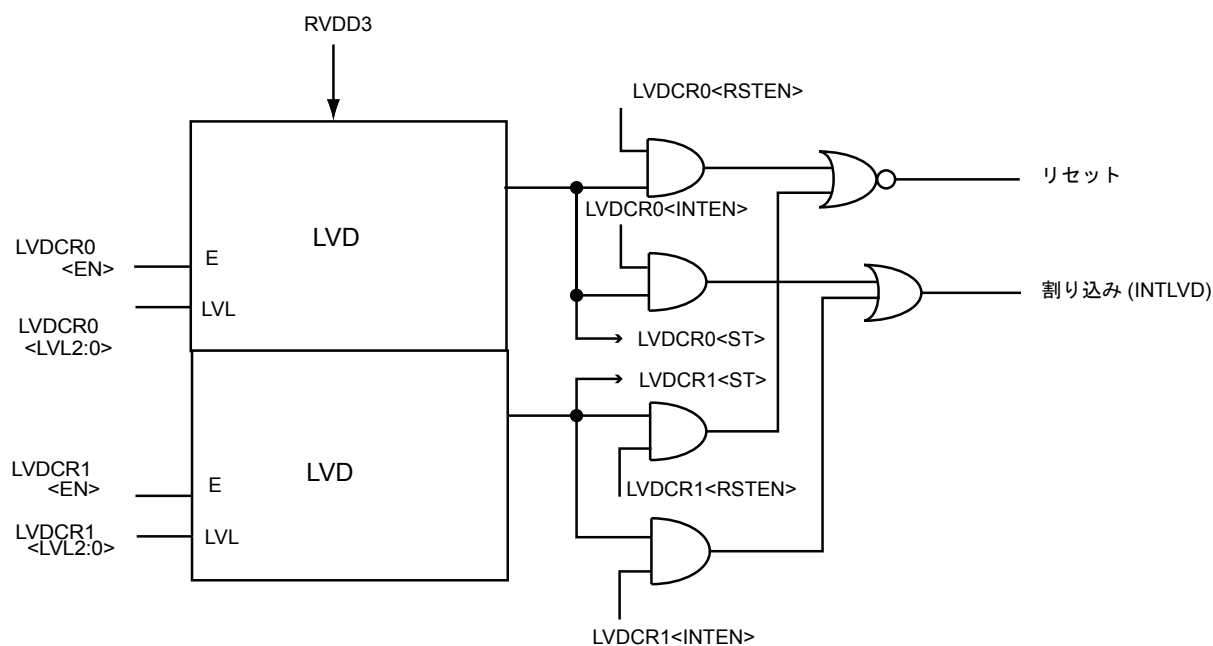 RVDD3
LVDCR0<RSTEN>
リセット
LVDCR0<INTEN>
LVD
LVDCR0
<EN>
E
割り込み (INTLVD)
LVL
LVDCR0
<LVL2:0>
LVDCR0<ST>
LVDCR1<ST>
LVD
LVDCR1
<EN>
E
LVDCR1<RSTEN>
LVDCR1
<LVL2:0>
LVL
LVDCR1<INTEN>